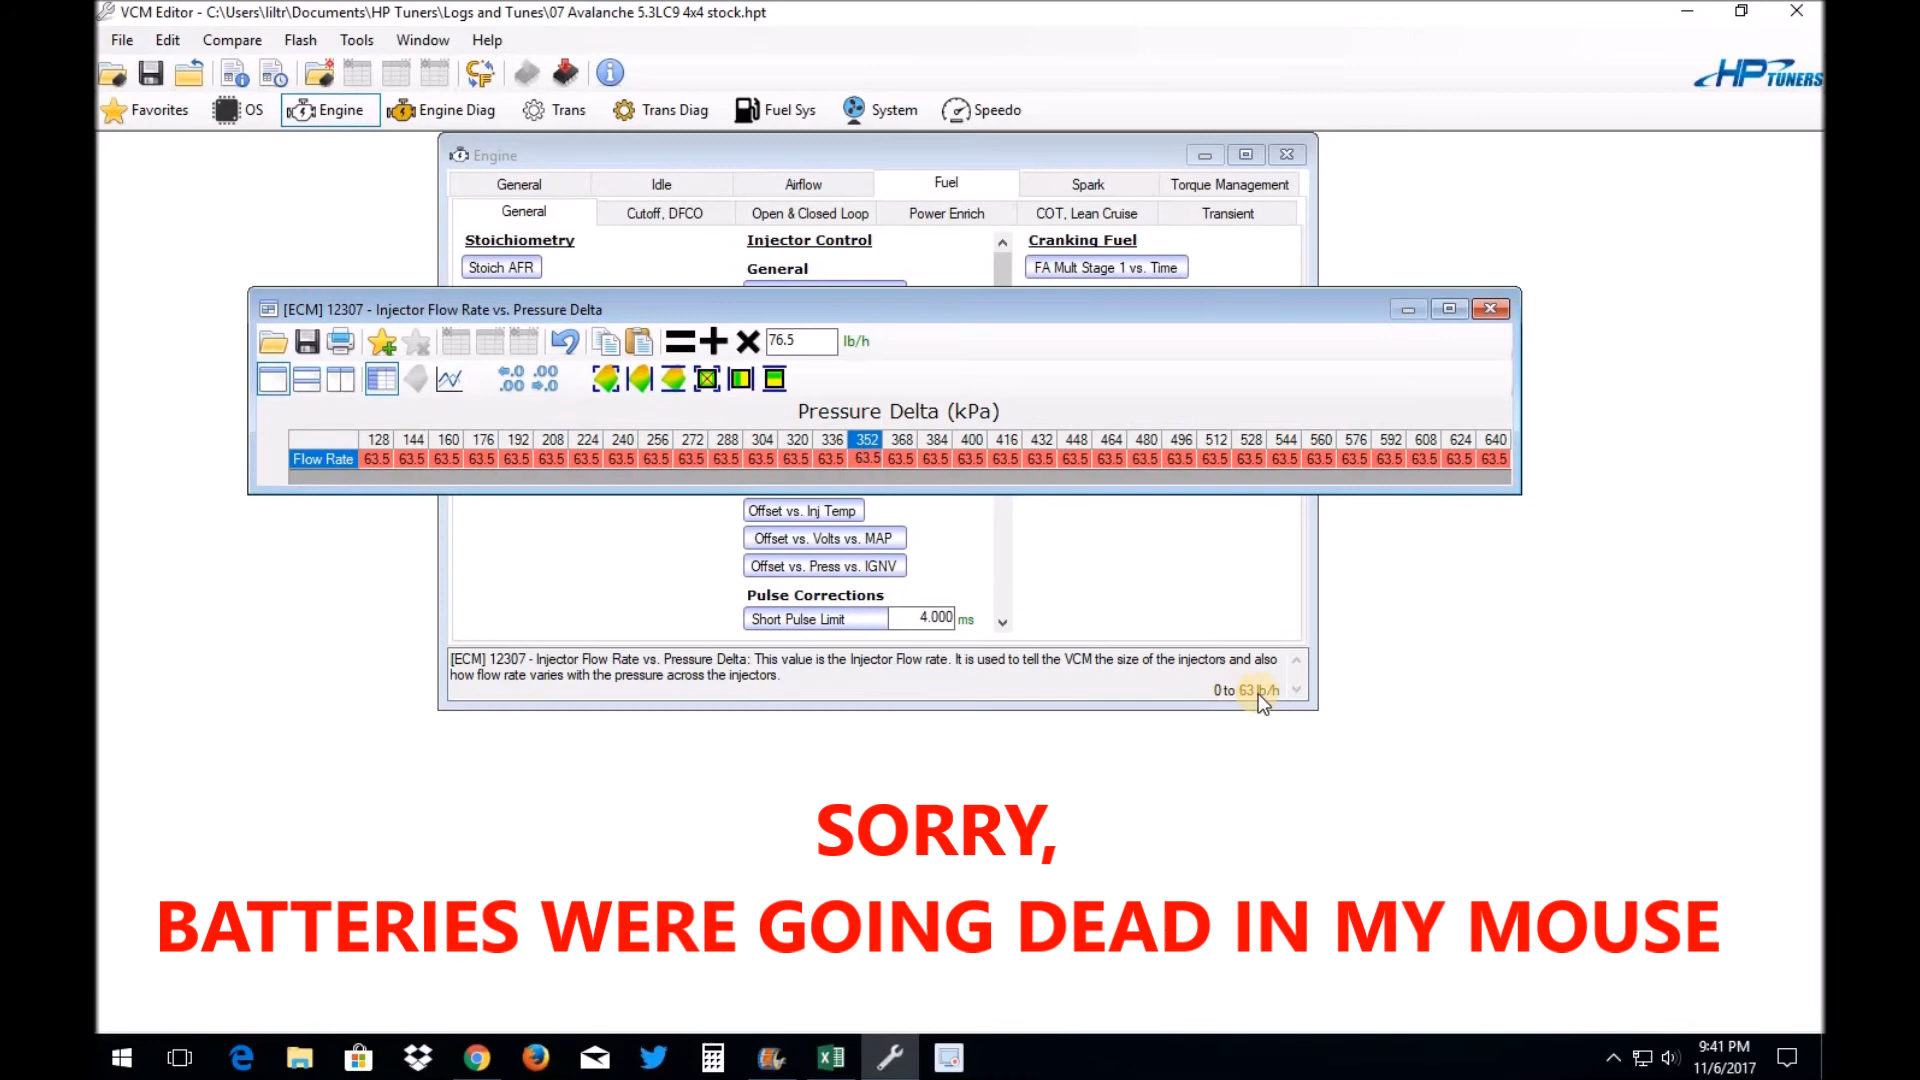 VCM Editor - C:\Users\liltr\Documents\HP Tuners\Logs and Tunes\07 Avalanche 5.3LC9 4x4 stock.hpt
File Edit Compare Flash Tools Window Help
HP TUNERS
Favorites OS Engine Engine Diag Trans Trans Diag Fuel Sys System Speedo
Engine
General Idle Airflow Fuel Spark Torque Management
General Cutoff, DFCO Open & Closed Loop Power Enrich COT, Lean Cruise Transient
Stoichiometry Injector Control Cranking Fuel
Stoich AFR General FA Mult Stage 1 vs. Time
[ECM] 12307 - Injector Flow Rate vs. Pressure Delta
76.5 lb/h
Pressure Delta (kPa)
128 144 160 176 192 208 224 240 256 272 288 304 320 336 352 368 384 400 416 432 448 464 480 496 512 528 544 560 576 592 608 624 640
Flow Rate 63.5 63.5 63.5 63.5 63.5 63.5 63.5 63.5 63.5 63.5 63.5 63.5 63.5 63.5 63.5 63.5 63.5 63.5 63.5 63.5 63.5 63.5 63.5 63.5 63.5 63.5 63.5 63.5 63.5 63.5 63.5 63.5 63.5
Offset vs. Inj Temp
Offset vs. Volts vs. MAP
Offset vs. Press vs. IGNV
Pulse Corrections
Short Pulse Limit 4.000 ms
[ECM] 12307 - Injector Flow Rate vs. Pressure Delta: This value is the Injector Flow rate. It is used to tell the VCM the size of the injectors and also
how flow rate varies with the pressure across the injectors.
0 to 63 lb/h
SORRY,
BATTERIES WERE GOING DEAD IN MY MOUSE
9:41 PM
11/6/2017